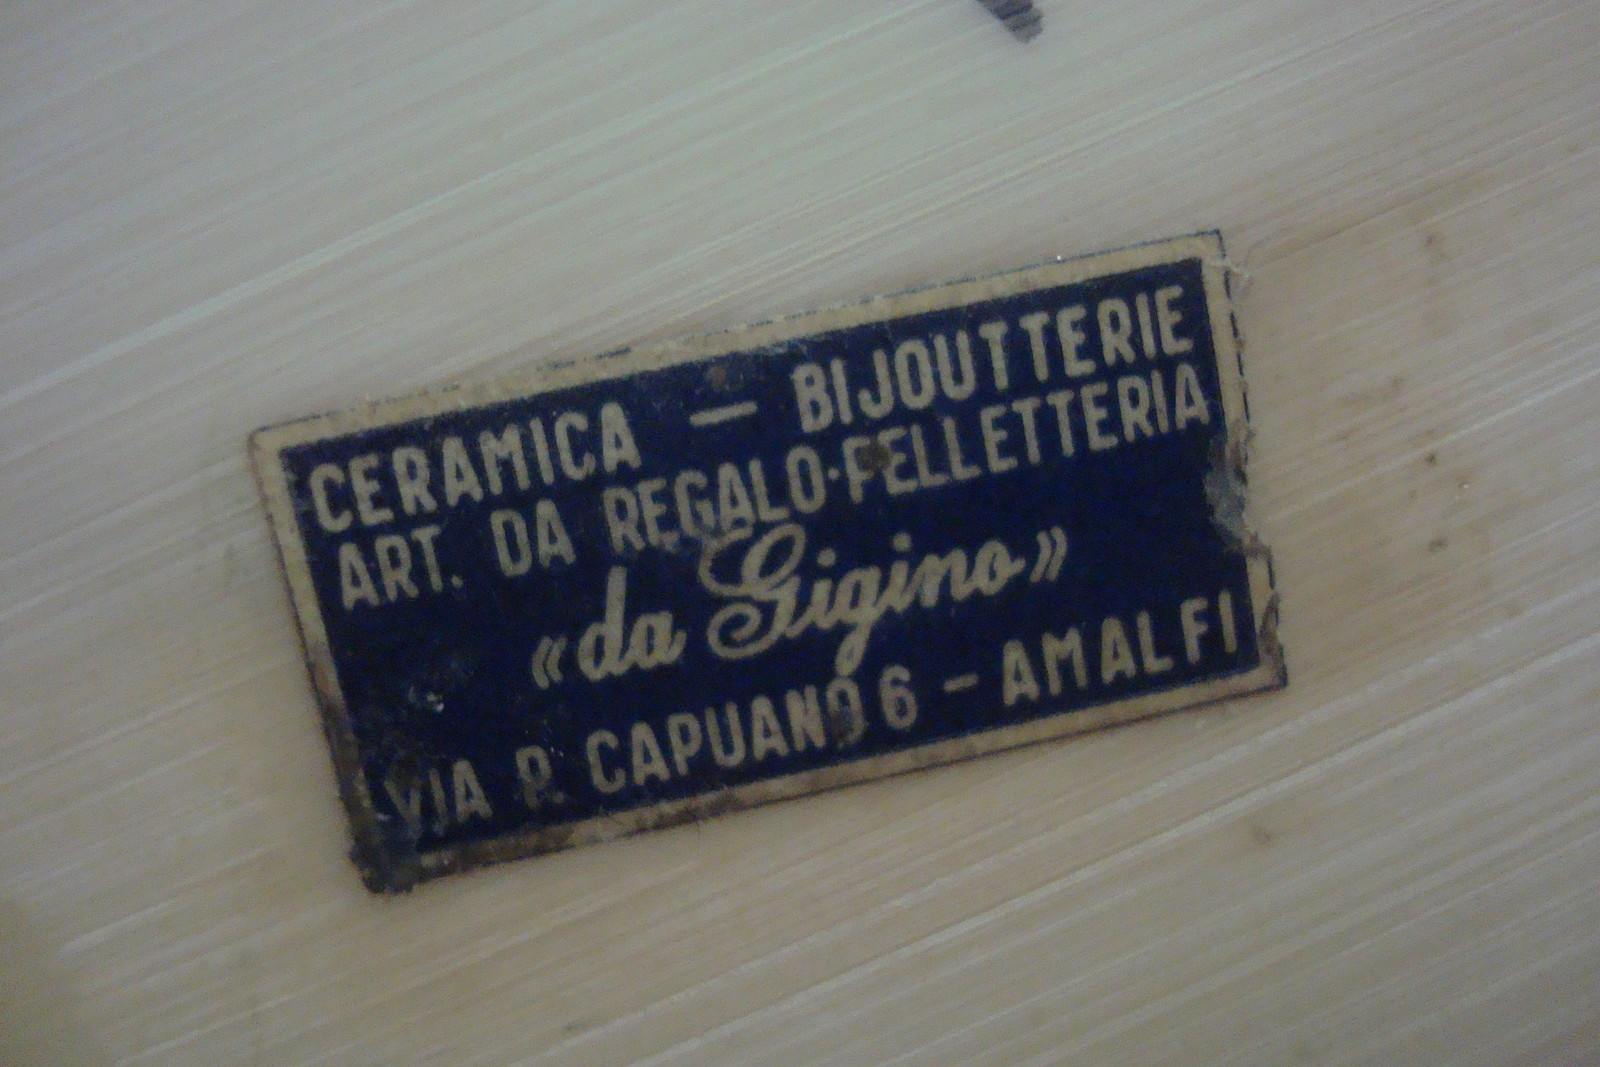 CERAMICA — BIJOUTTERIE
ART. DA REGALO·PELLETTERIA
«da Gigino»
VIA P. CAPUANO 6 – AMALFI